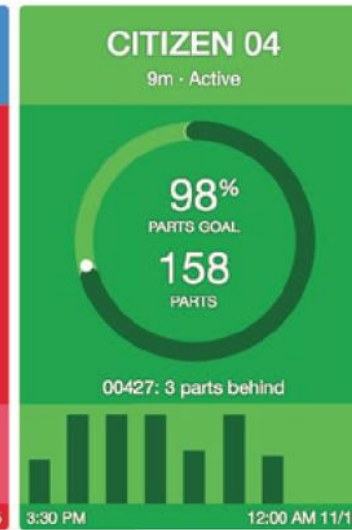 CITIZEN 04
9m · Active
98%
PARTS GOAL
158
PARTS
00427: 3 parts behind
3:30 PM
12:00 AM 11/1